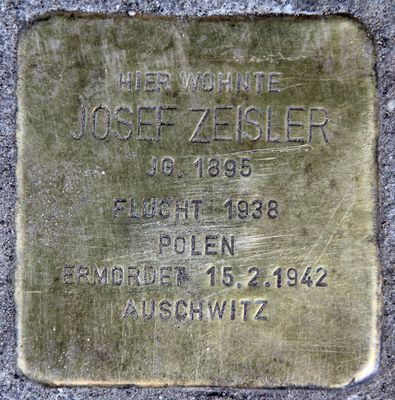 HIER WOHNTE
JOSEF ZEISLER
JG. 1895
FLUCHT 1938
POLEN
ERMORDET 15.2.1942
AUSCHWITZ